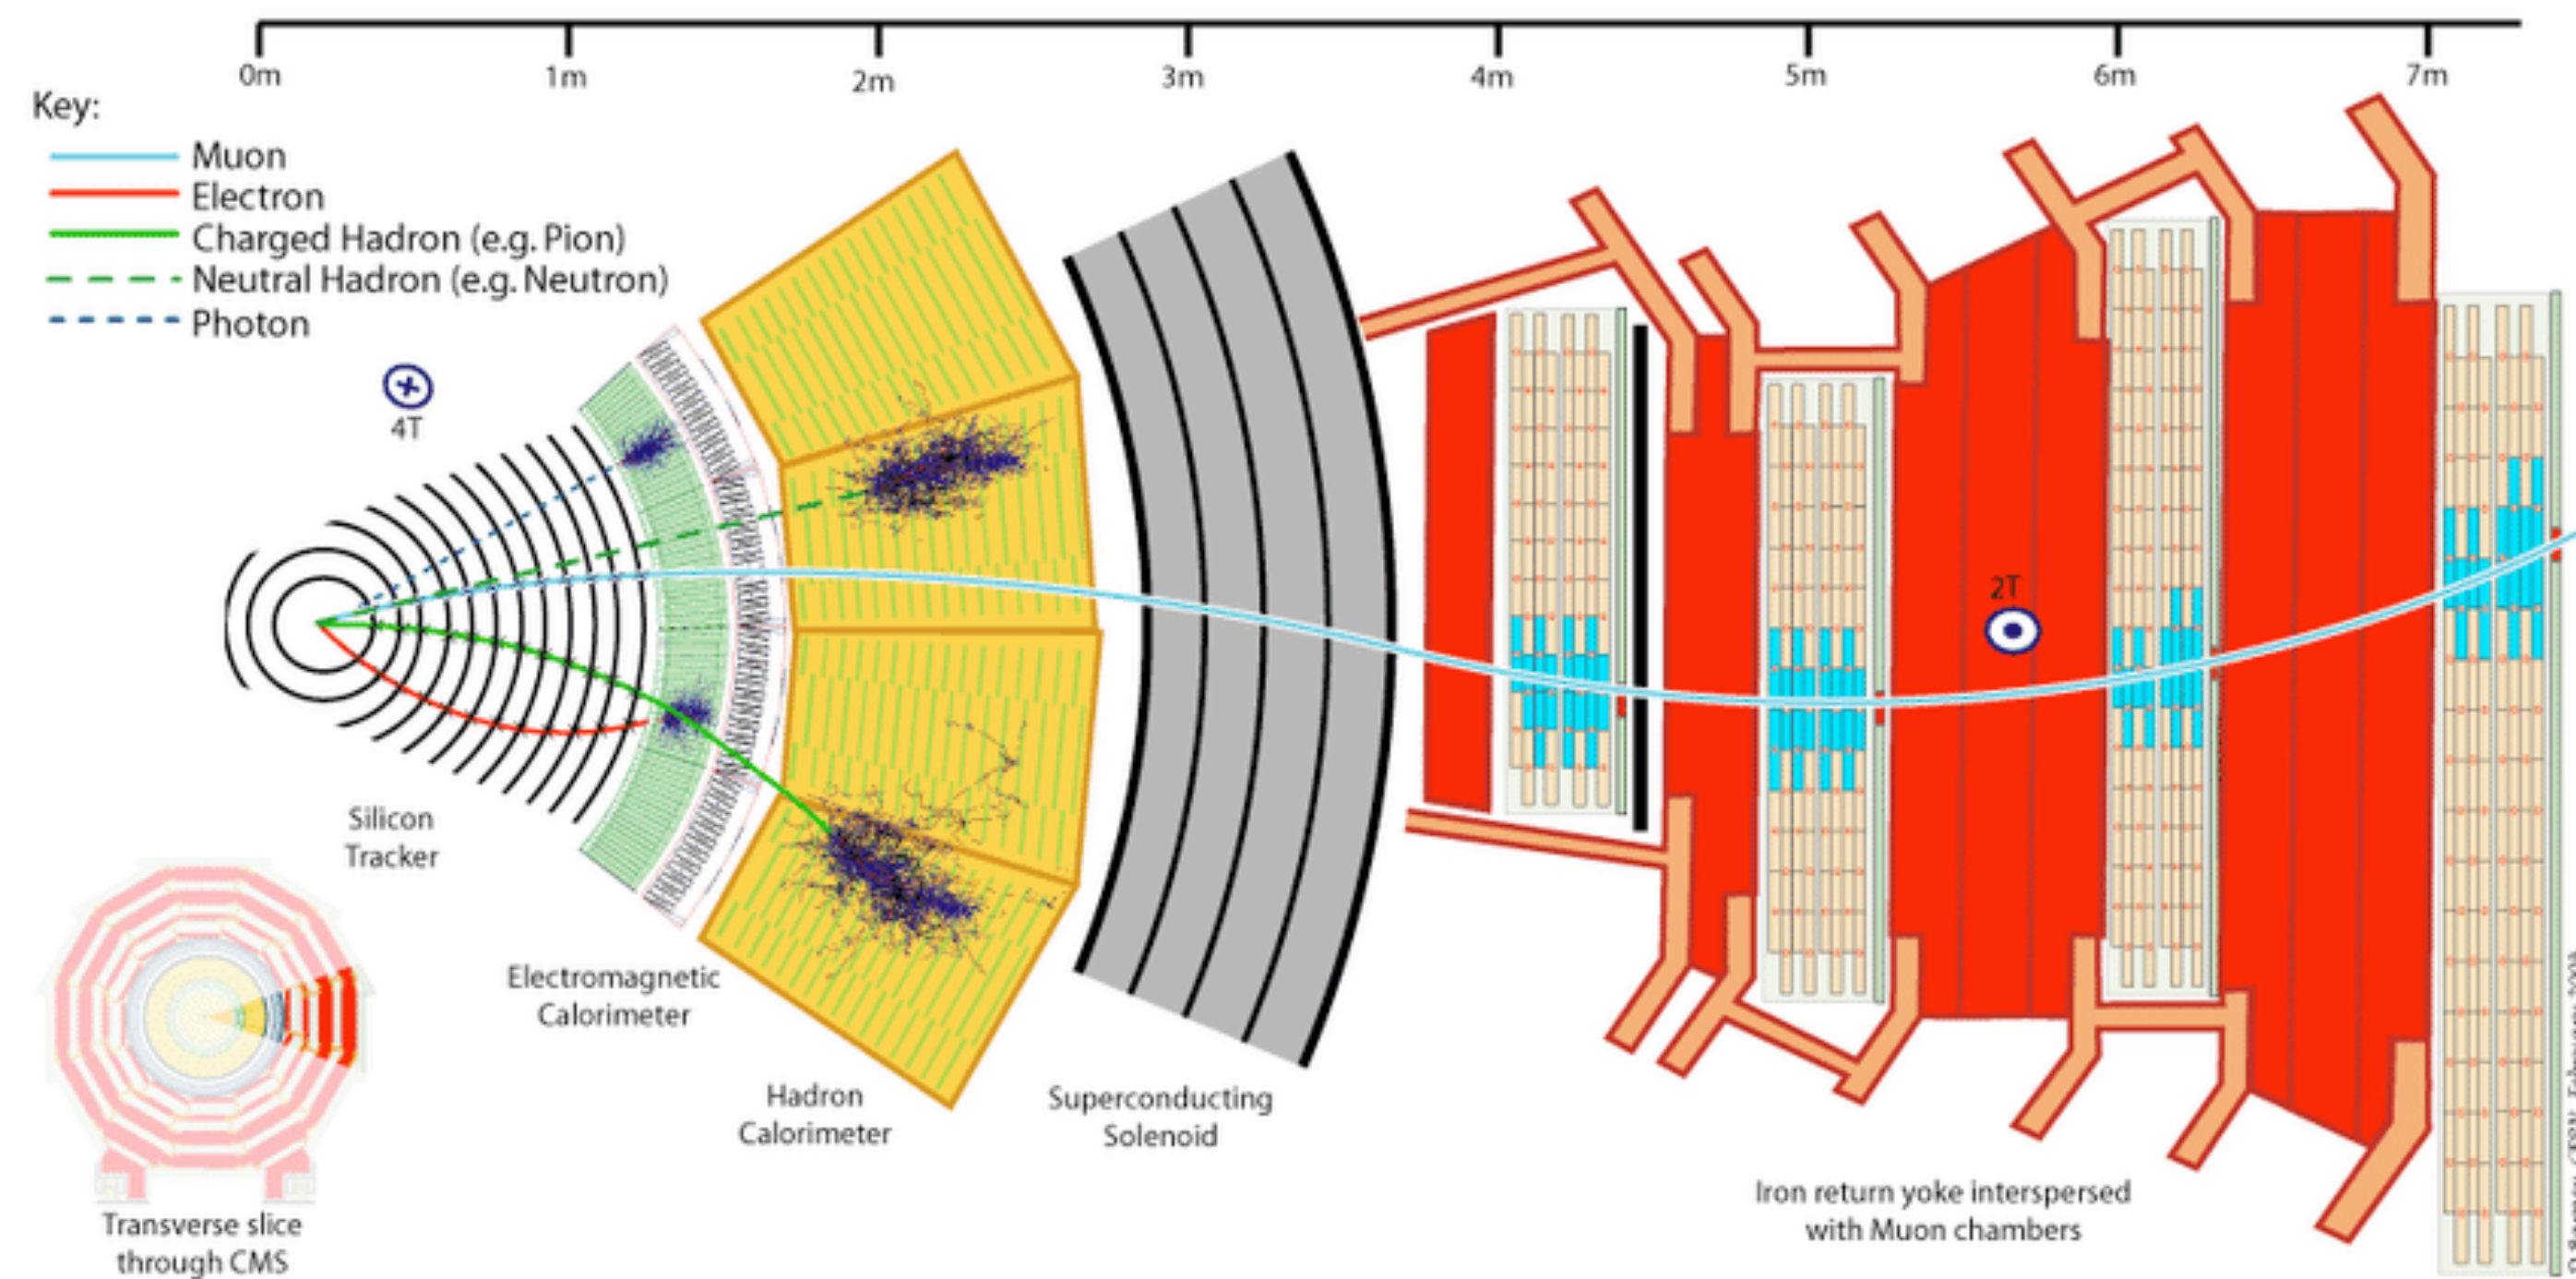 0m 1m 2m 3m 4m 5m 6m 7m
Key:
Muon
Electron
Charged Hadron (e.g. Pion)
Neutral Hadron (e.g. Neutron)
Photon
4T
2T
Silicon
Tracker
Electromagnetic
Calorimeter
Hadron
Calorimeter
Superconducting
Solenoid
Iron return yoke interspersed
with Muon chambers
Transverse slice
through CMS